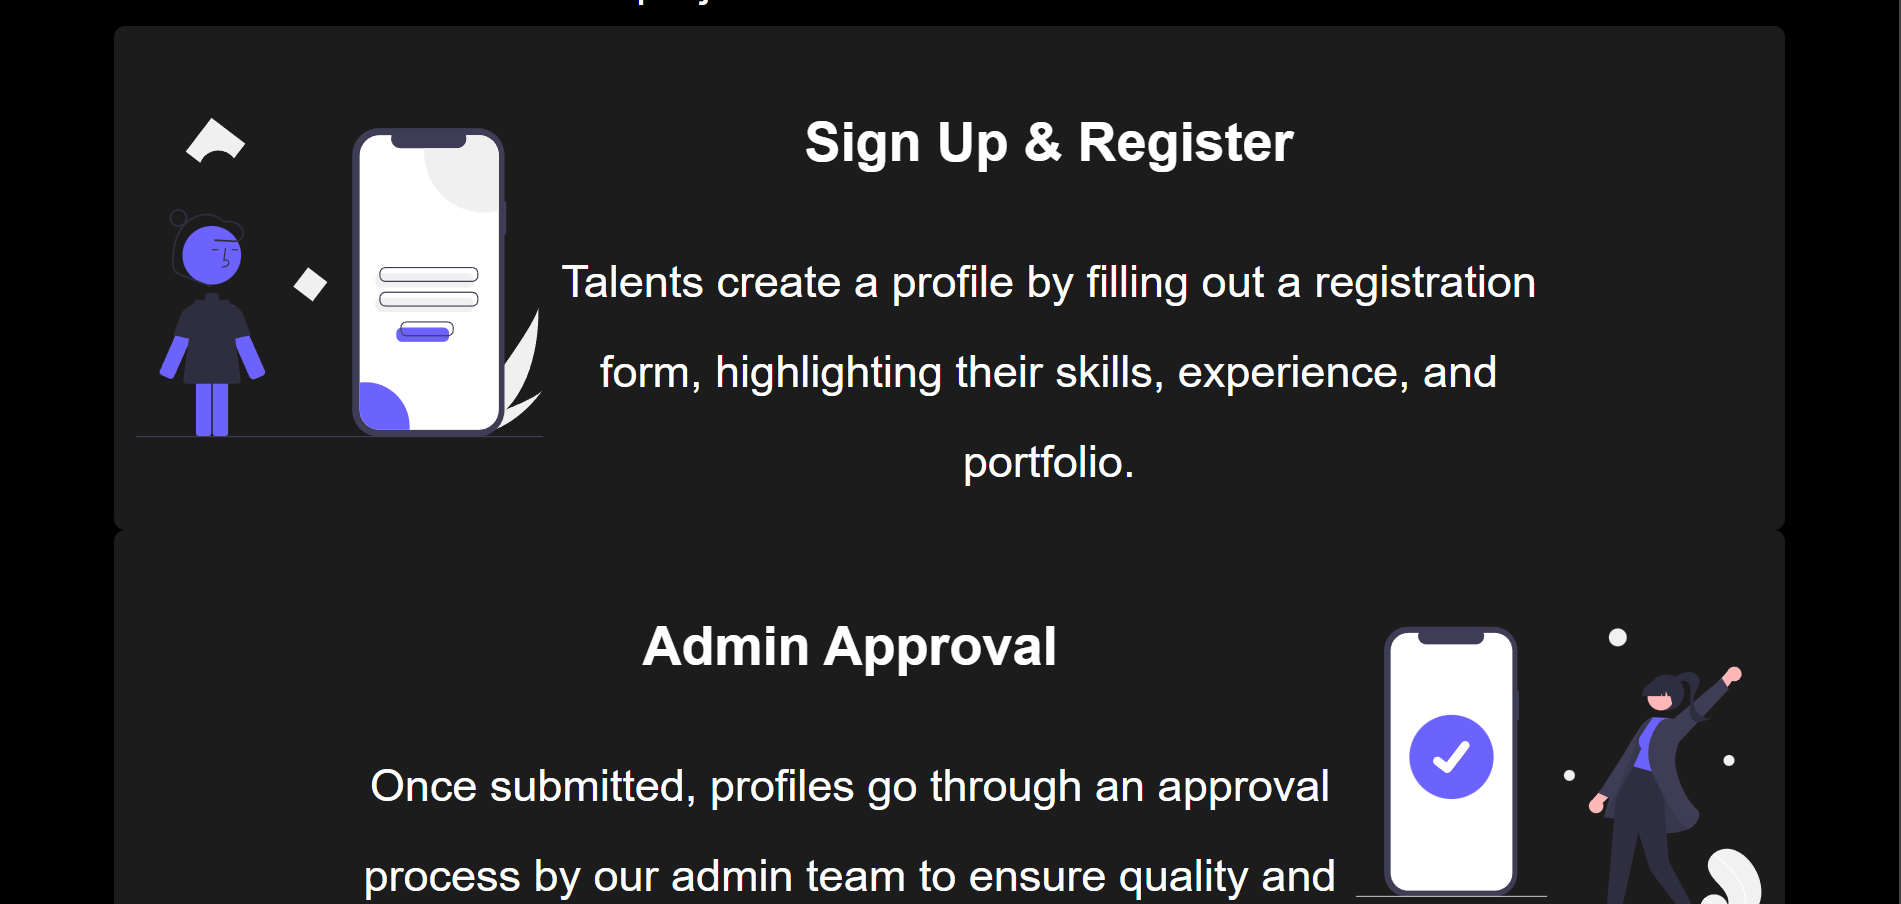 Sign Up & Register
Talents create a profile by filling out a registration
form, highlighting their skills, experience, and
portfolio.
Admin Approval
Once submitted, profiles go through an approval
process by our admin team to ensure quality and